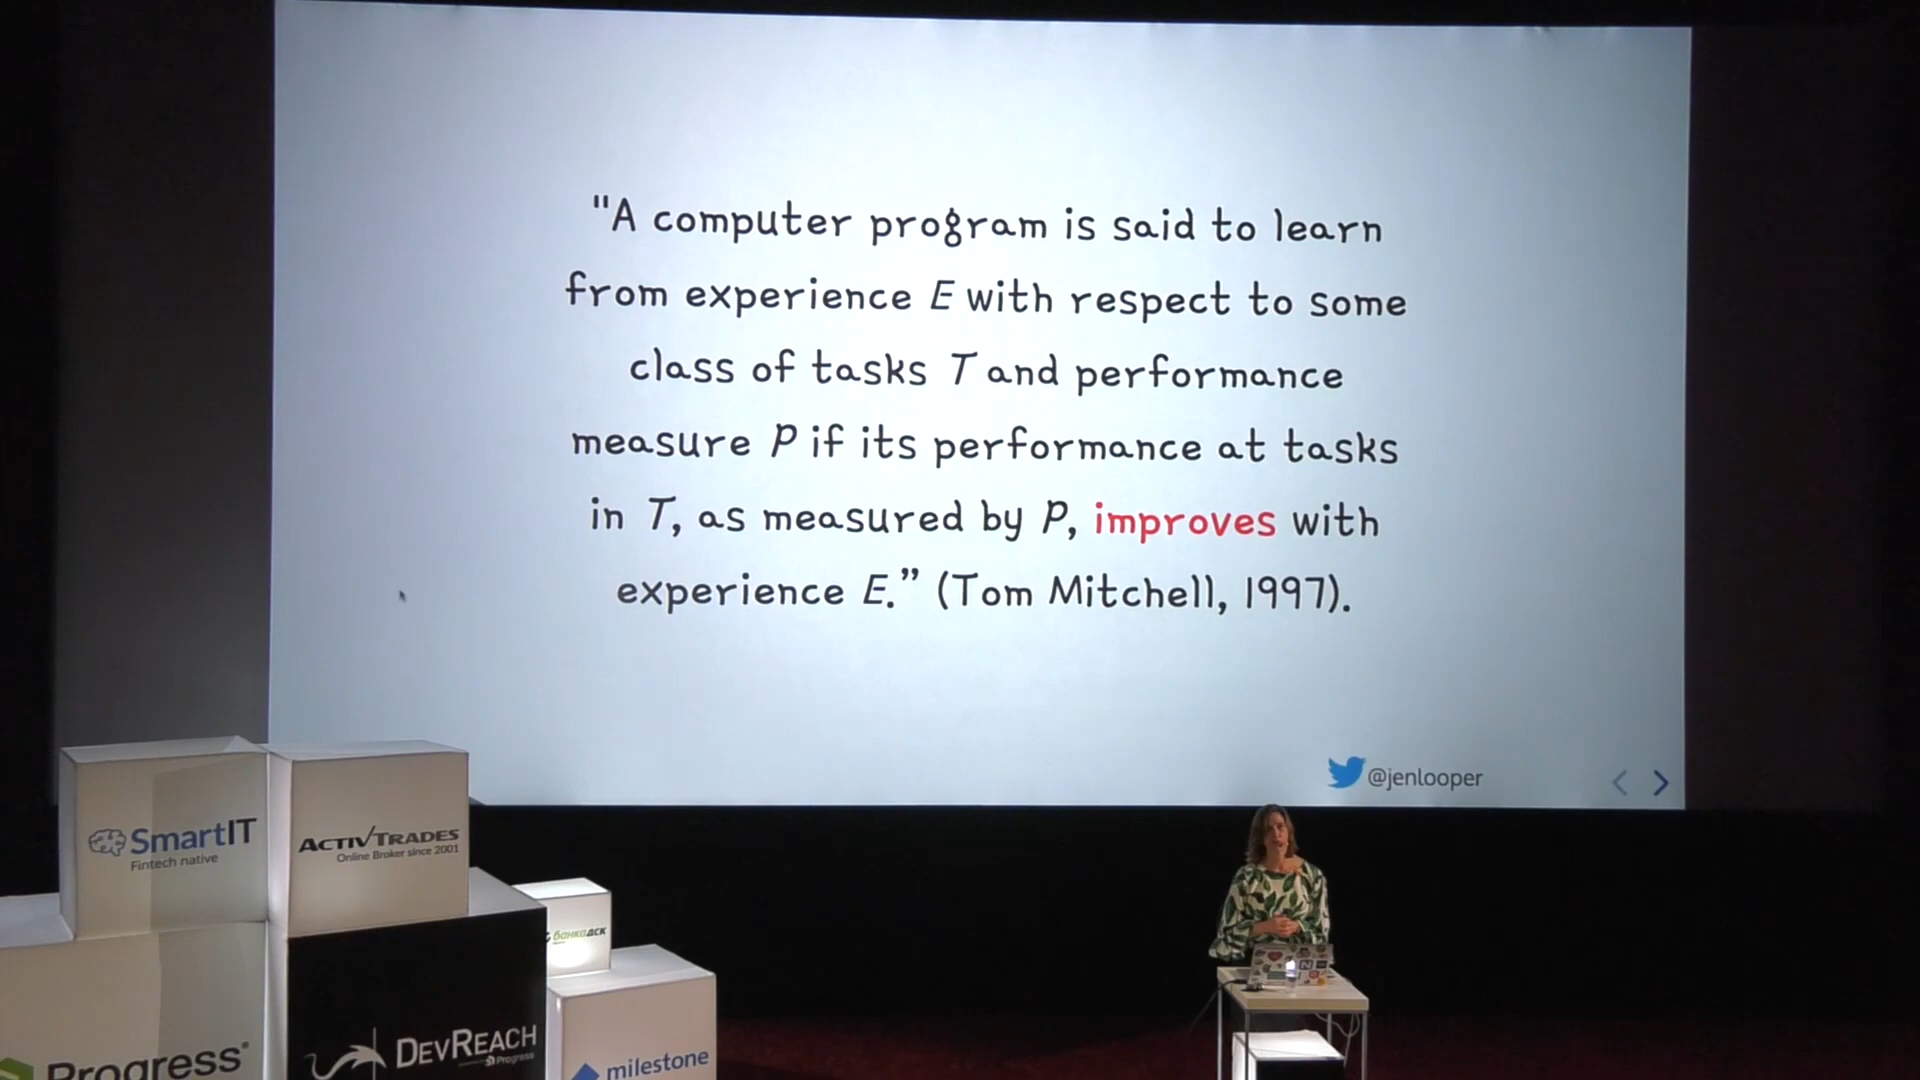 "A computer program is said to learn
from experience E with respect to some
class of tasks T and performance
measure P if its performance at tasks
in T, as measured by P, improves with
experience E.” (Tom Mitchell, 1997).
@jenlooper
SmartIT
Fintech native
ACTIVTRADES
Online Broker since 2001
банкаДСК
Progress®
DEVREACH
Progress
milestone